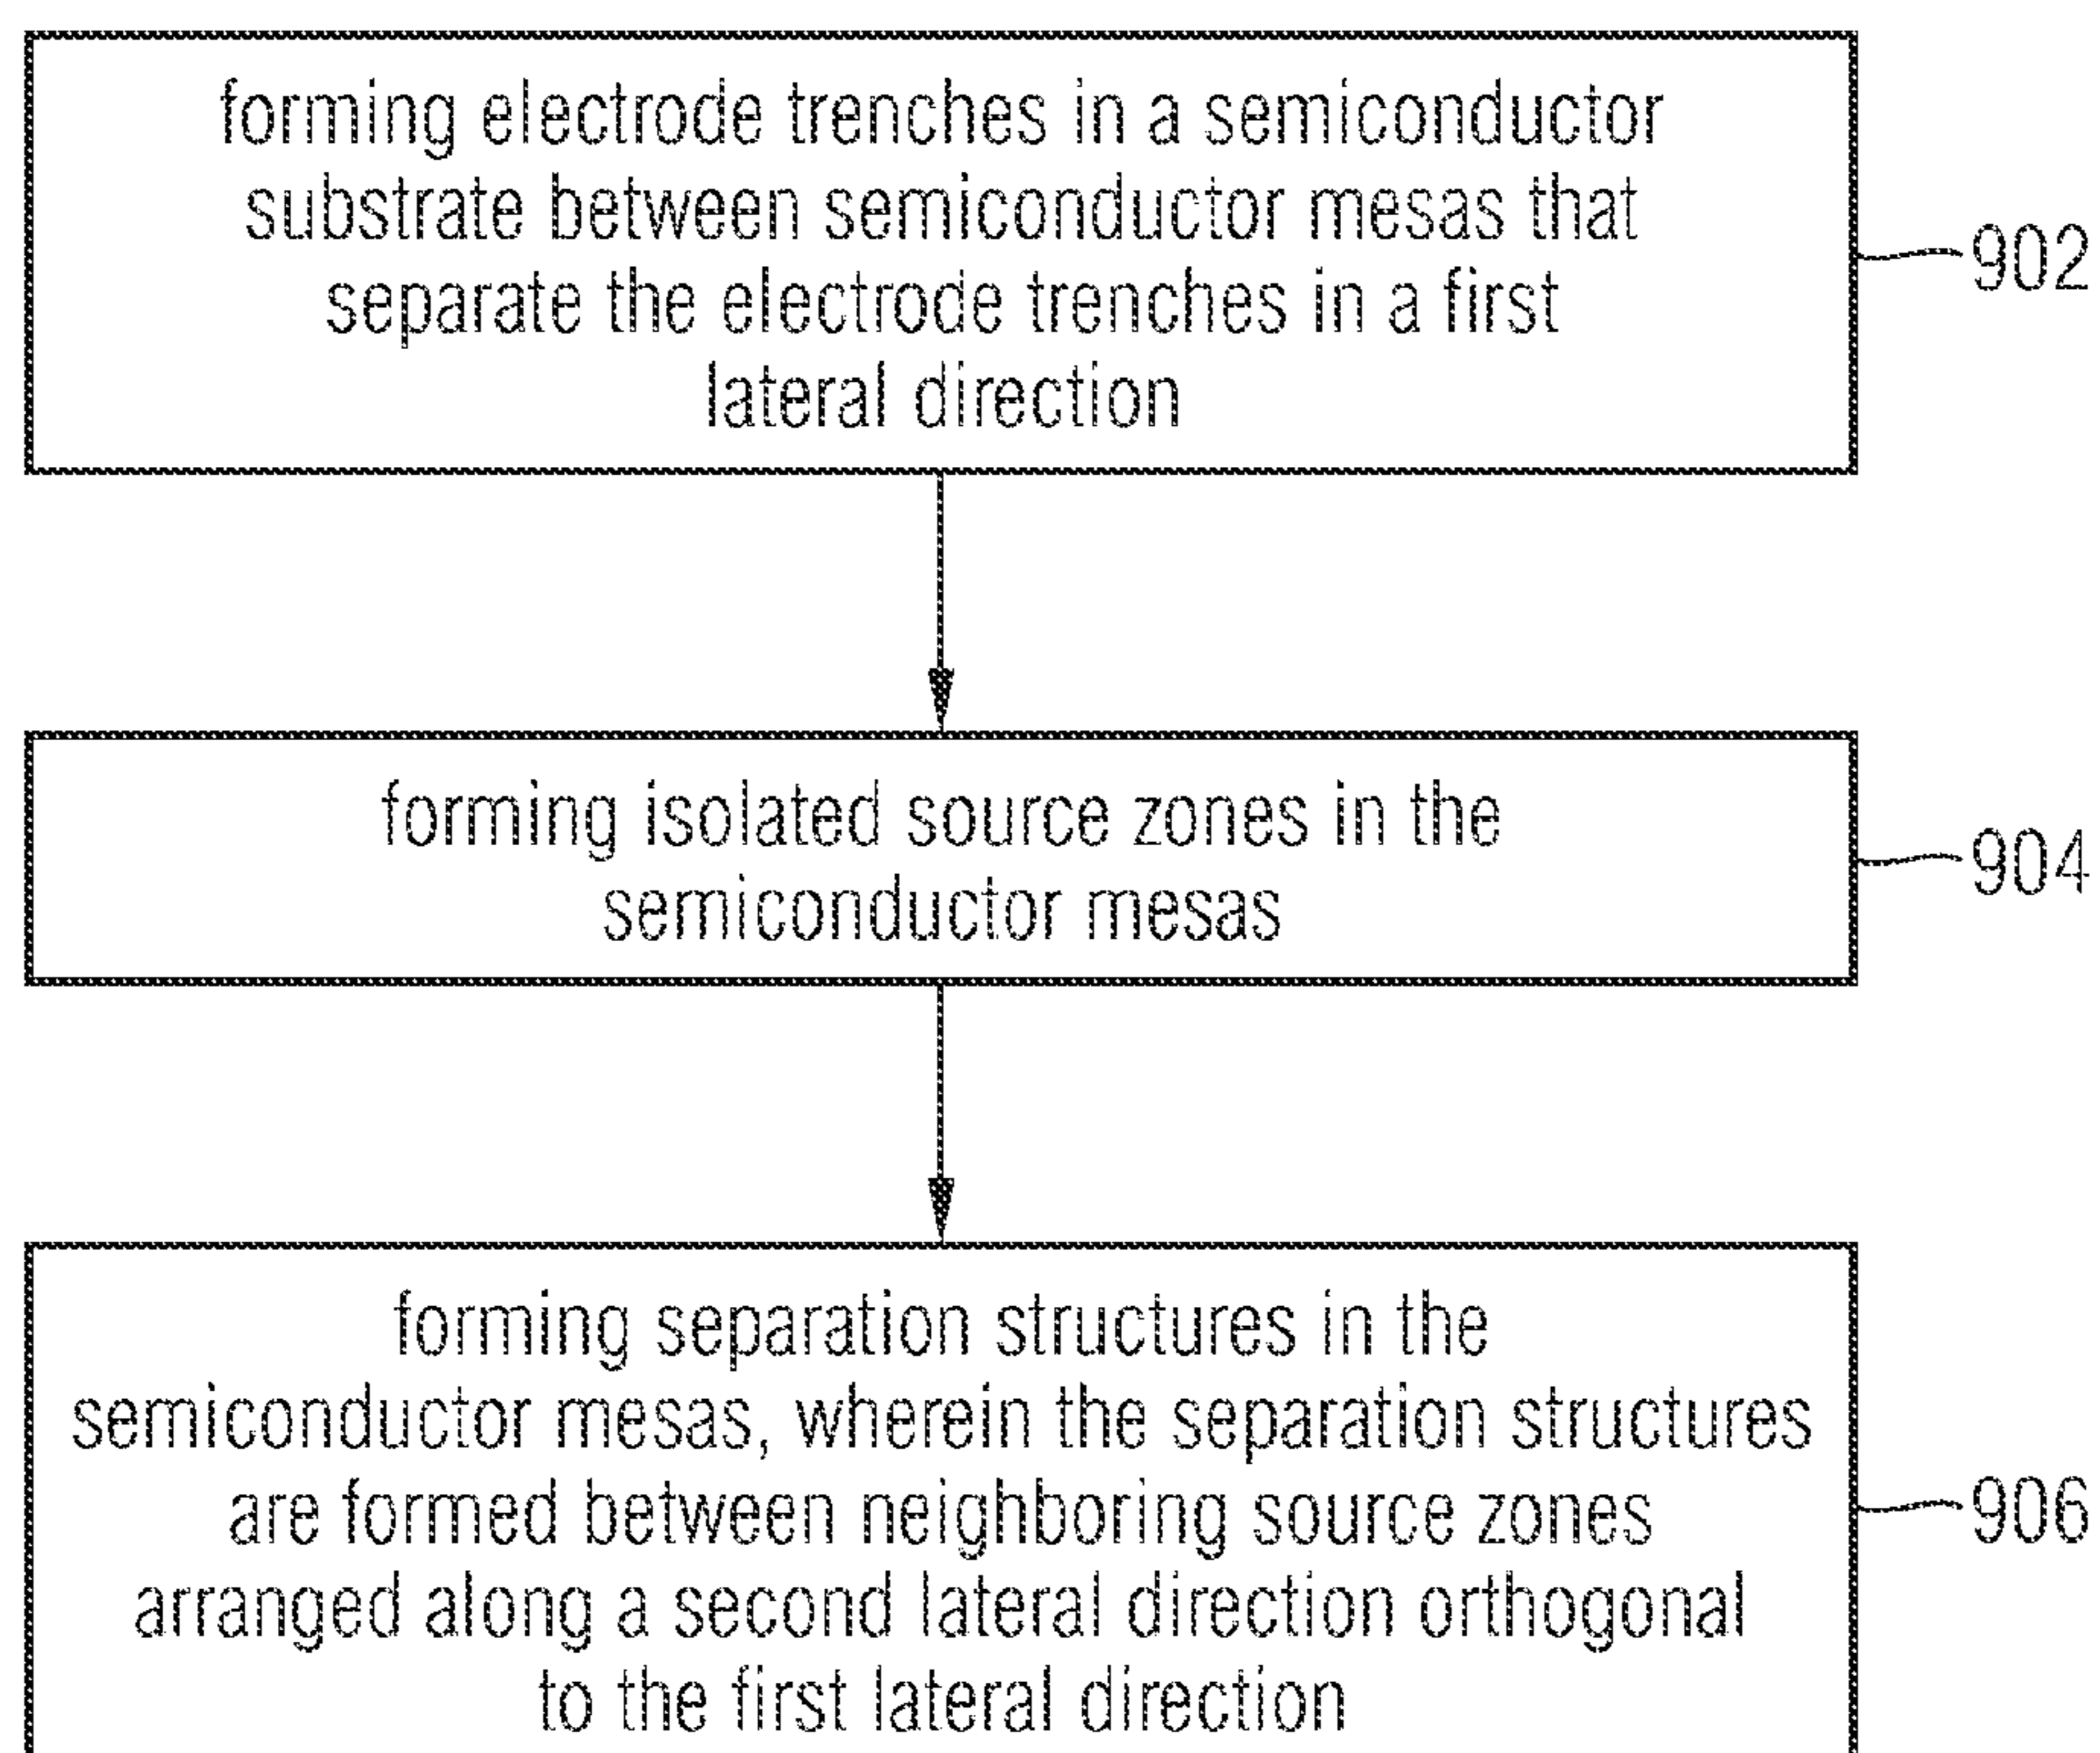 forming electrode trenches in a semiconductor
substrate between semiconductor mesas that
separate the electrode trenches in a first
lateral direction
902
forming isolated source zones in the
semiconductor mesas
904
forming separation structures in the
semiconductor mesas, wherein the separation structures
are formed between neighboring source zones
arranged along a second lateral direction orthogonal
to the first lateral direction
906